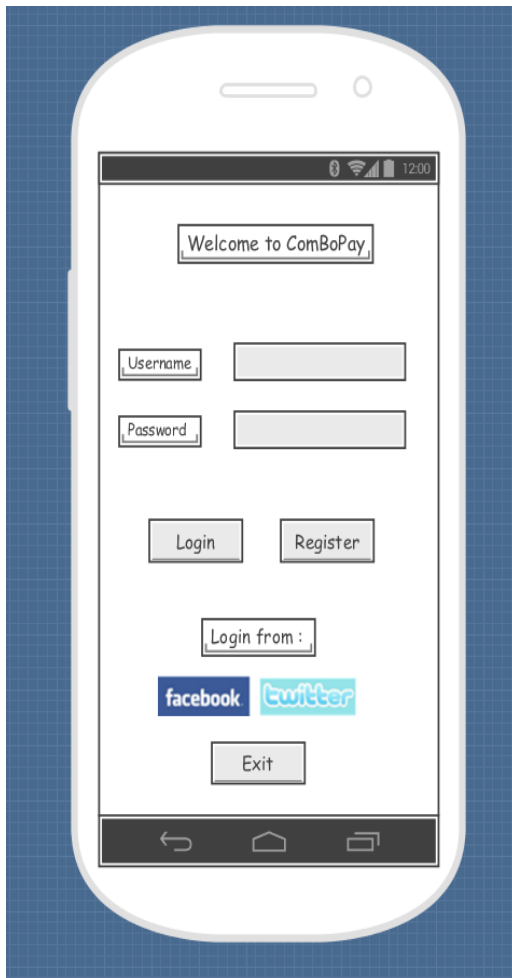 12:00
Welcome to ComBoPay
Username
Password
Login Register
Login from :
facebook. twitter
Exit